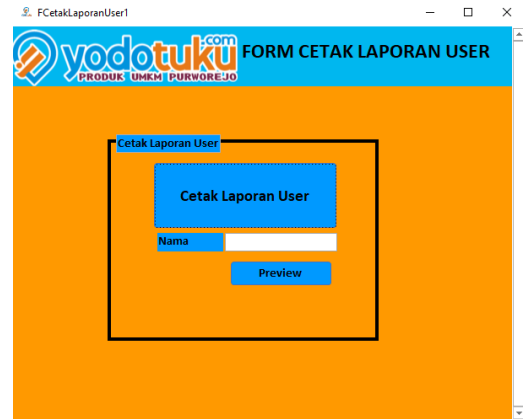 FCetakLaporanUser1
yodotuku.com
PRODUK UMKM PURWOREJO
FORM CETAK LAPORAN USER
Cetak Laporan User
Cetak Laporan User
Nama
Preview